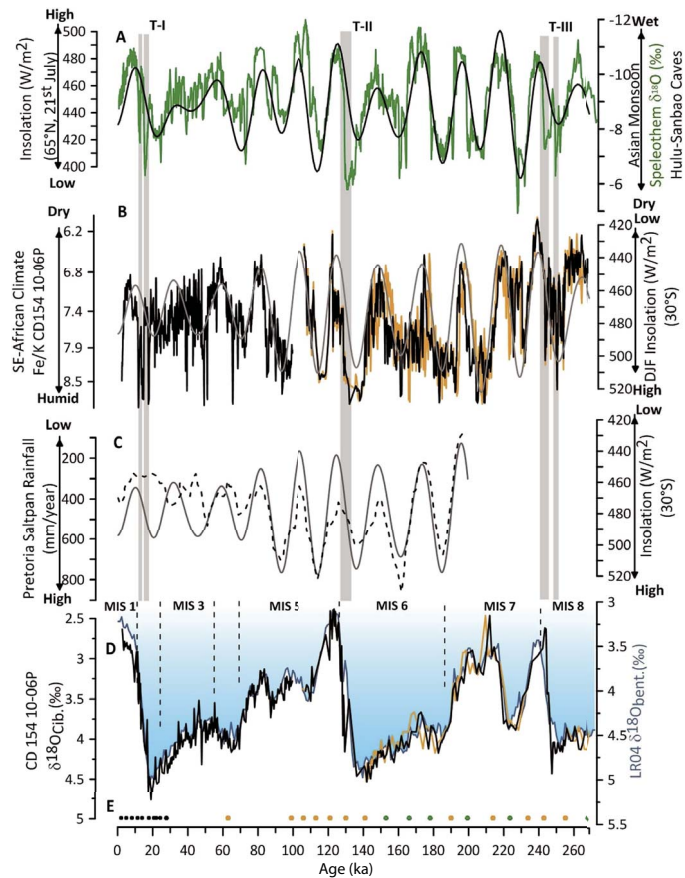 High
T-I
T-II
T-III
A
500
480
460
440
420
400
Insolation (W/m²)
(65°N, 21st July)
Low
-12
-10
-8
-6
Wet
Asian Monsoon
Speleothem δ18O (‰)
Hulu-Sanbao Caves
Dry
Dry
B
6.2
6.8
7.4
7.9
8.5
SE-African Climate
Fe/K CD154 10-06P
Humid
Low
420
440
460
480
500
520
DJF Insolation (W/m²)
(30°S)
High
Low
C
200
400
600
800
Pretoria Saltpan Rainfall
(mm/year)
High
Low
420
440
460
480
500
520
Insolation (W/m²)
(30°S)
High
MIS 1
MIS 3
MIS 5
MIS 6
MIS 7
MIS 8
D
2.5
3
3.5
4
4.5
5
CD 154 10-06P
δ18OCib.(‰)
3
3.5
4
4.5
5
5.5
LR04 δ18Obent.(‰)
E
0 20 40 60 80 100 120 140 160 180 200 220 240 260
Age (ka)